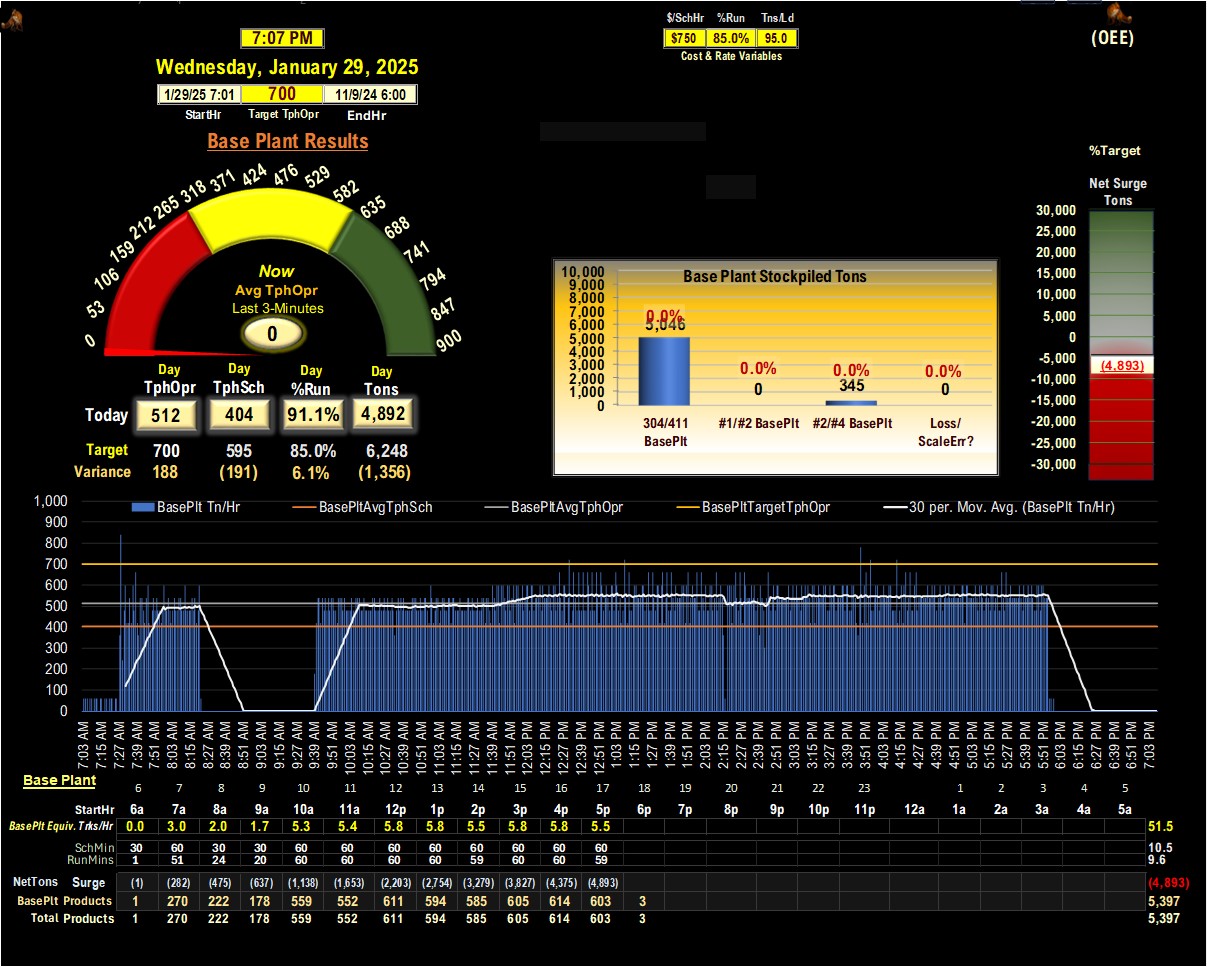 $/SchHr %Run Tns/Ld
7:07 PM $750 85.0% 95.0 (OEE)
Cost & Rate Variables
Wednesday, January 29, 2025
1/29/25 7:01 700 11/9/24 6:00
StartHr Target TphOpr EndHr
Base Plant Results
%Target
Net Surge
Tons
0 53 106 159 212 265 318 371 424 476 529 582 635 688 741 794 847 900
Now
Avg TphOpr
Last 3-Minutes
0
Day Day Day Day
TphOpr TphSch %Run Tons
Today 512 404 91.1% 4,892
Target 700 595 85.0% 6,248
Variance 188 (191) 6.1% (1,356)
Base Plant Stockpiled Tons
10,000
9,000
8,000
7,000
6,000
5,000
4,000
3,000
2,000
1,000
0
0.0% 0.0% 0.0% 0.0%
5,046 0 345 0
304/411 #1/#2 BasePlt #2/#4 BasePlt Loss/
BasePlt ScaleErr?
30,000
25,000
20,000
15,000
10,000
5,000
0
-5,000
(4,893)
-10,000
-15,000
-20,000
-25,000
-30,000
BasePlt Tn/Hr BasePltAvgTphSch BasePltAvgTphOpr BasePltTargetTphOpr 30 per. Mov. Avg. (BasePlt Tn/Hr)
1,000
900
800
700
600
500
400
300
200
100
0
7:03 AM 7:15 AM 7:27 AM 7:39 AM 7:51 AM 8:03 AM 8:15 AM 8:27 AM 8:39 AM 8:51 AM 9:03 AM 9:15 AM 9:27 AM 9:39 AM 9:51 AM 10:03 AM 10:15 AM 10:27 AM 10:39 AM 10:51 AM 11:03 AM 11:15 AM 11:27 AM 11:39 AM 11:51 AM 12:03 PM 12:15 PM 12:27 PM 12:39 PM 12:51 PM 1:03 PM 1:15 PM 1:27 PM 1:39 PM 1:51 PM 2:03 PM 2:15 PM 2:27 PM 2:39 PM 2:51 PM 3:03 PM 3:15 PM 3:27 PM 3:39 PM 3:51 PM 4:03 PM 4:15 PM 4:27 PM 4:39 PM 4:51 PM 5:03 PM 5:15 PM 5:27 PM 5:39 PM 5:51 PM 6:03 PM 6:15 PM 6:27 PM 6:39 PM 6:51 PM 7:03 PM
Base Plant 6 7 8 9 10 11 12 13 14 15 16 17 18 19 20 21 22 23 1 2 3 4 5
StartHr 6a 7a 8a 9a 10a 11a 12p 1p 2p 3p 4p 5p 6p 7p 8p 9p 10p 11p 12a 1a 2a 3a 4a 5a
BasePlt Equiv. Trks/Hr 0.0 3.0 2.0 1.7 5.3 5.4 5.8 5.8 5.5 5.8 5.8 5.5 51.5
SchMin 30 60 30 30 60 60 60 60 60 60 60 60 10.5
RunMins 1 51 24 20 60 60 60 60 59 60 60 59 9.6
NetTons Surge (1) (282) (475) (637) (1,138) (1,653) (2,203) (2,754) (3,279) (3,827) (4,375) (4,893) (4,893)
BasePlt Products 1 270 222 178 559 552 611 594 585 605 614 603 3 5,397
Total Products 1 270 222 178 559 552 611 594 585 605 614 603 3 5,397